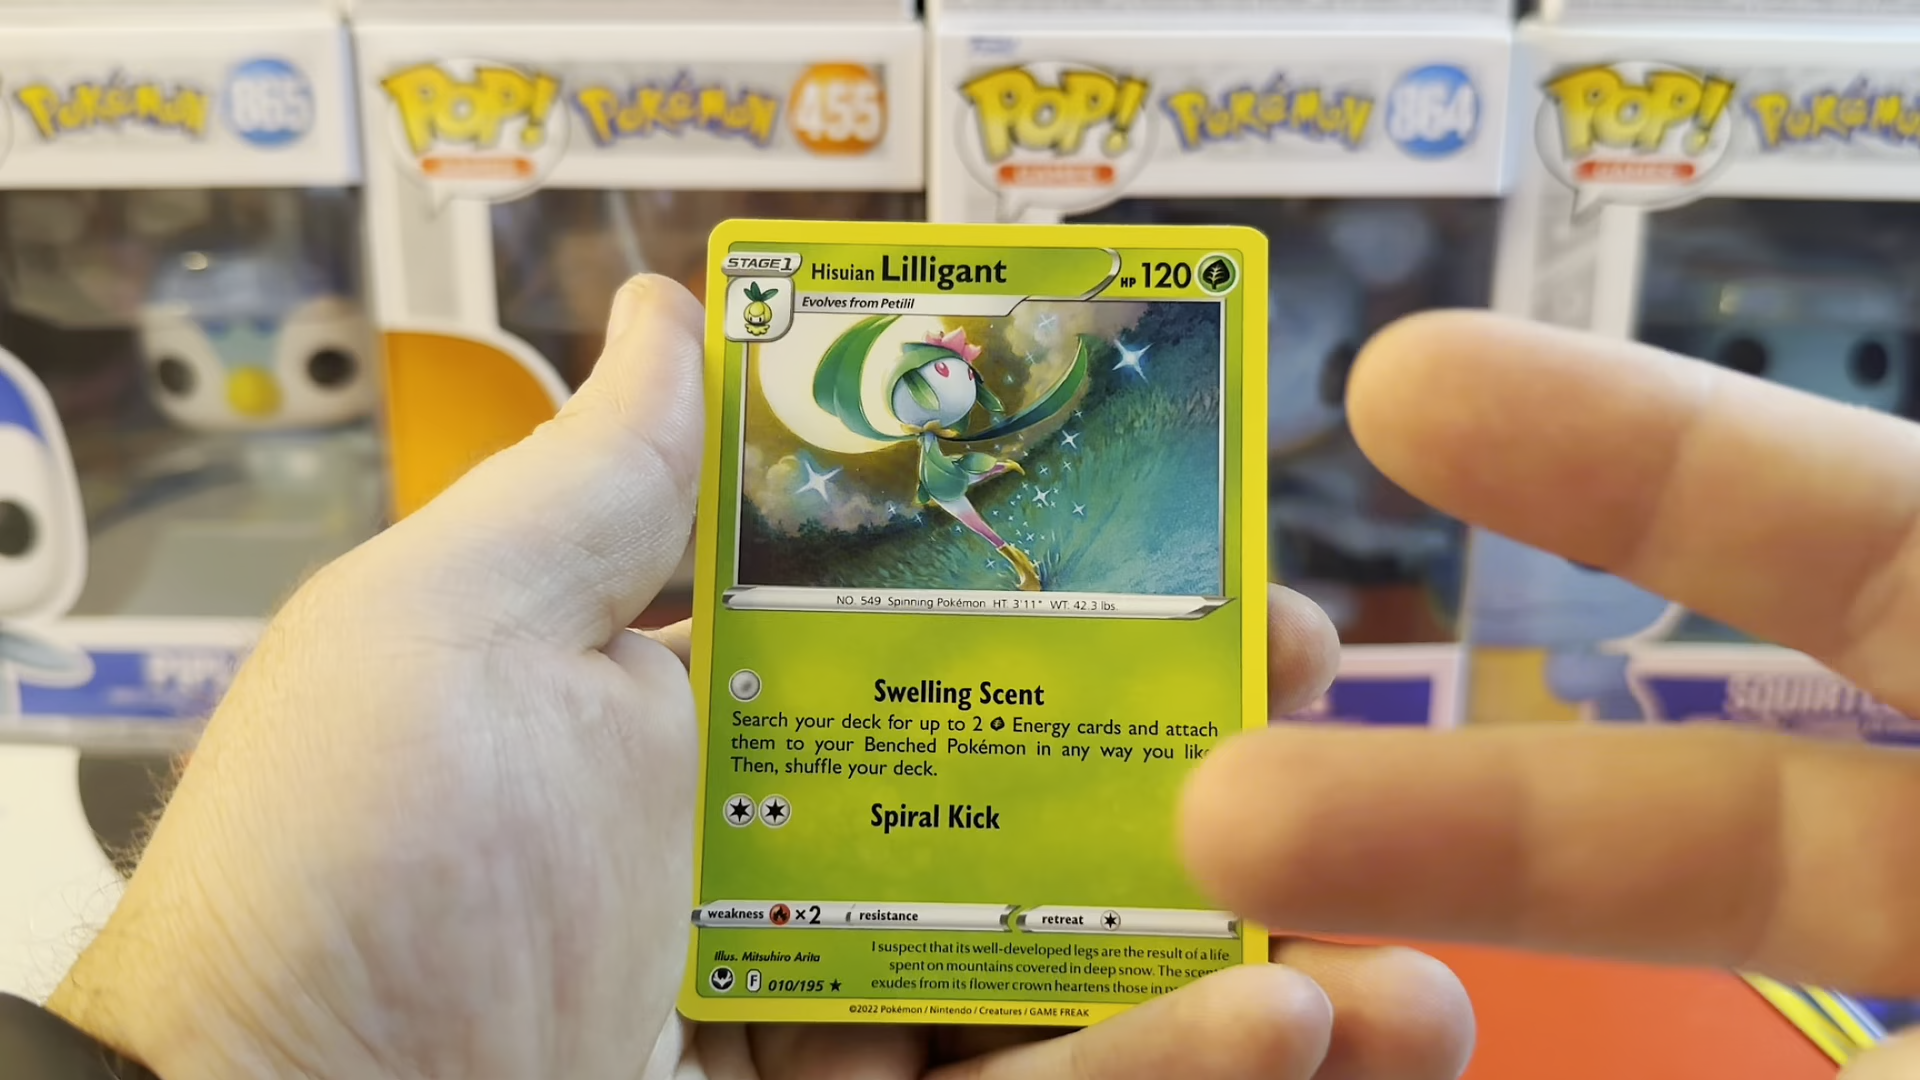 Pokémon 865
POP! Pokémon 455
POP! Pokémon 864
POP! Pokémon
STAGE 1 Hisuian Lilligant HP 120
Evolves from Petilil
NO. 549 Spinning Pokémon HT: 3'11" WT: 42.3 lbs.
Swelling Scent
Search your deck for up to 2 Energy cards and attach
them to your Benched Pokémon in any way you
Then, shuffle your deck.
Spiral Kick
weakness ×2 resistance retreat
Illus. Mitsuhiro Arita
I suspect that its well-developed legs are the result of a life
spent on mountains covered in deep snow. The
exudes from its flower crown heartens those in
F 010/195 ★
©2022 Pokémon / Nintendo / Creatures / GAME FREAK